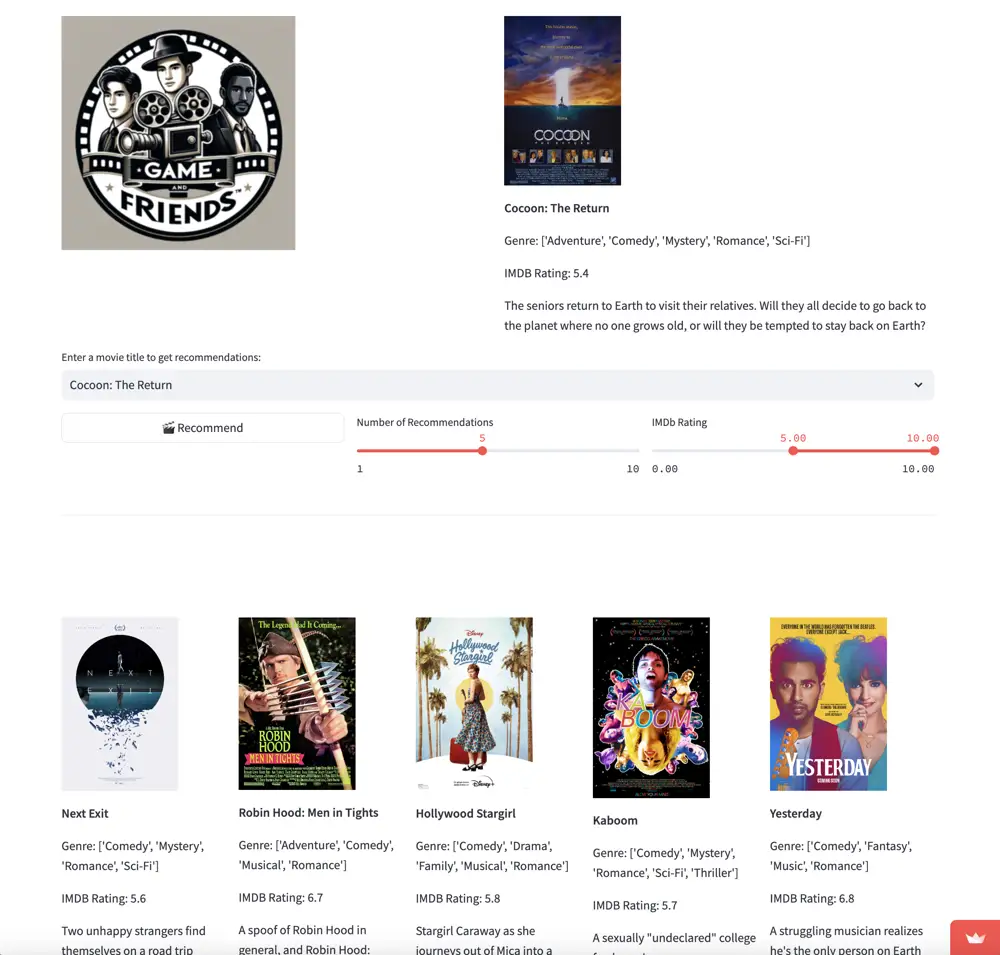 GAME
AND
FRIENDS
™
COCOON
THE RETURN
Cocoon: The Return
Genre: ['Adventure', 'Comedy', 'Mystery', 'Romance', 'Sci-Fi']
IMDB Rating: 5.4
The seniors return to Earth to visit their relatives. Will they all decide to go back to
the planet where no one grows old, or will they be tempted to stay back on Earth?
Enter a movie title to get recommendations:
Cocoon: The Return
Recommend
Number of Recommendations
5
1
10
IMDb Rating
5.00
10.00
0.00
10.00
NEXT
EXIT
The Legend Had It Coming...
ROBIN
HOOD
MEN IN TIGHTS
Disney
Hollywood
Stargirl
Disney+
KA
BOOM
EVERYONE IN THE WORLD HAS FORGOTTEN THE BEATLES.
EVERYONE EXCEPT JACK...
YESTERDAY
COMING SOON
Next Exit
Genre: ['Comedy', 'Mystery',
'Romance', 'Sci-Fi']
IMDB Rating: 5.6
Two unhappy strangers find
themselves on a road trip
Robin Hood: Men in Tights
Genre: ['Adventure', 'Comedy',
'Musical', 'Romance']
IMDB Rating: 6.7
A spoof of Robin Hood in
general, and Robin Hood:
Hollywood Stargirl
Genre: ['Comedy', 'Drama',
'Family', 'Musical', 'Romance']
IMDB Rating: 5.8
Stargirl Caraway as she
journeys out of Mica into a
Kaboom
Genre: ['Comedy', 'Mystery',
'Romance', 'Sci-Fi', 'Thriller']
IMDB Rating: 5.7
A sexually "undeclared" college
Yesterday
Genre: ['Comedy', 'Fantasy',
'Music', 'Romance']
IMDB Rating: 6.8
A struggling musician realizes
he's the only person on Earth